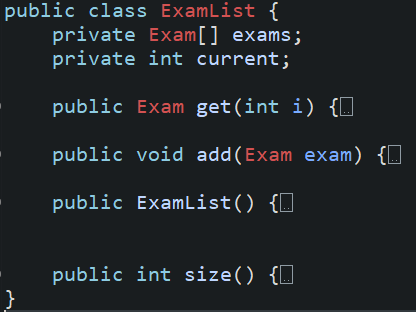 public class ExamList {
    private Exam[] exams;
    private int current;
    public Exam get(int i) {..
    public void add(Exam exam) {..
    public ExamList() {..
    public int size() {..
}